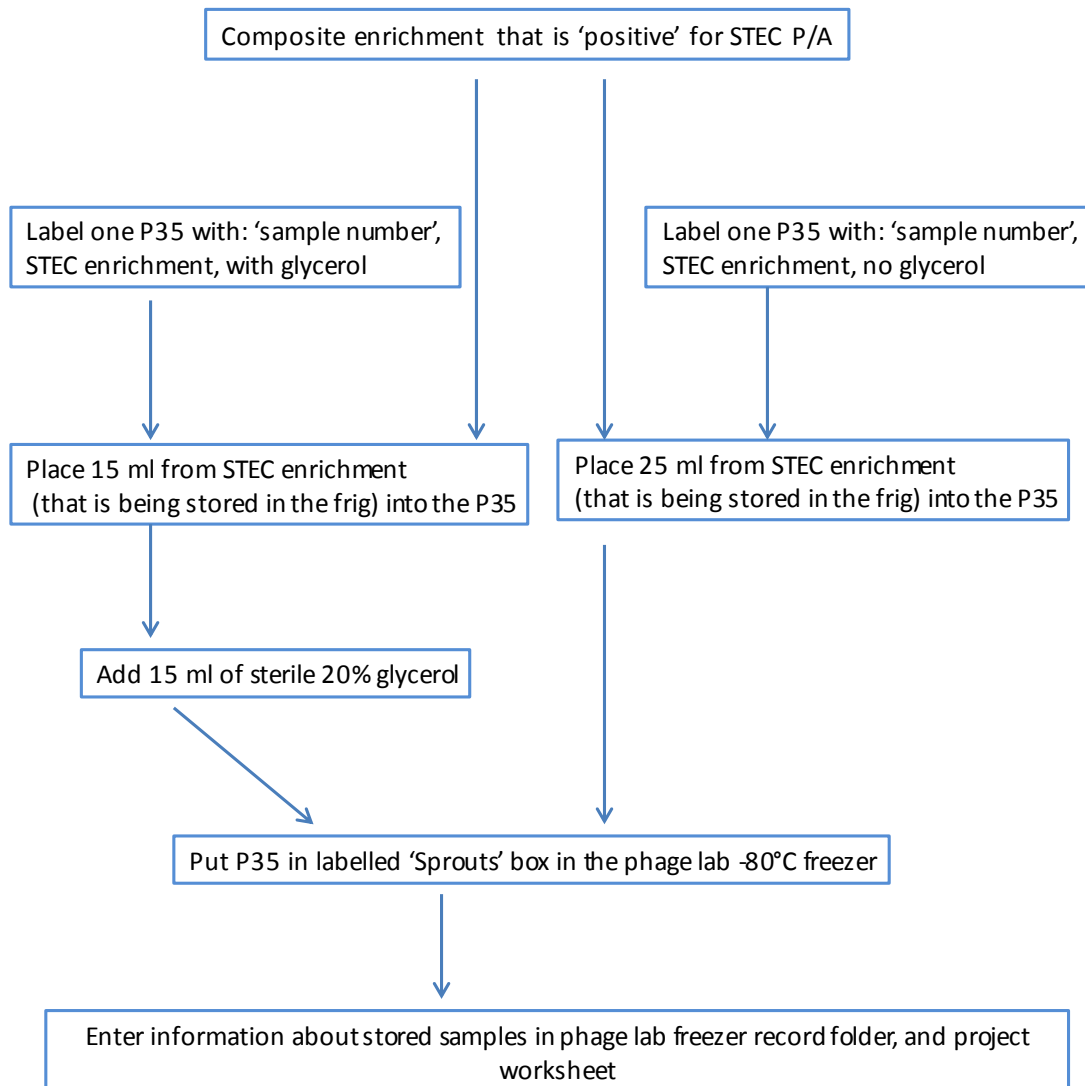 Composite enrichment that is ‘positive’ for STEC P/A
Label one P35 with: ‘sample number’,
STEC enrichment, with glycerol
Label one P35 with: ‘sample number’,
STEC enrichment, no glycerol
Place 15 ml from STEC enrichment
(that is being stored in the frig) into the P35
Place 25 ml from STEC enrichment
(that is being stored in the frig) into the P35
Add 15 ml of sterile 20% glycerol
Put P35 in labelled ‘Sprouts’ box in the phage lab -80°C freezer
Enter information about stored samples in phage lab freezer record folder, and project
worksheet